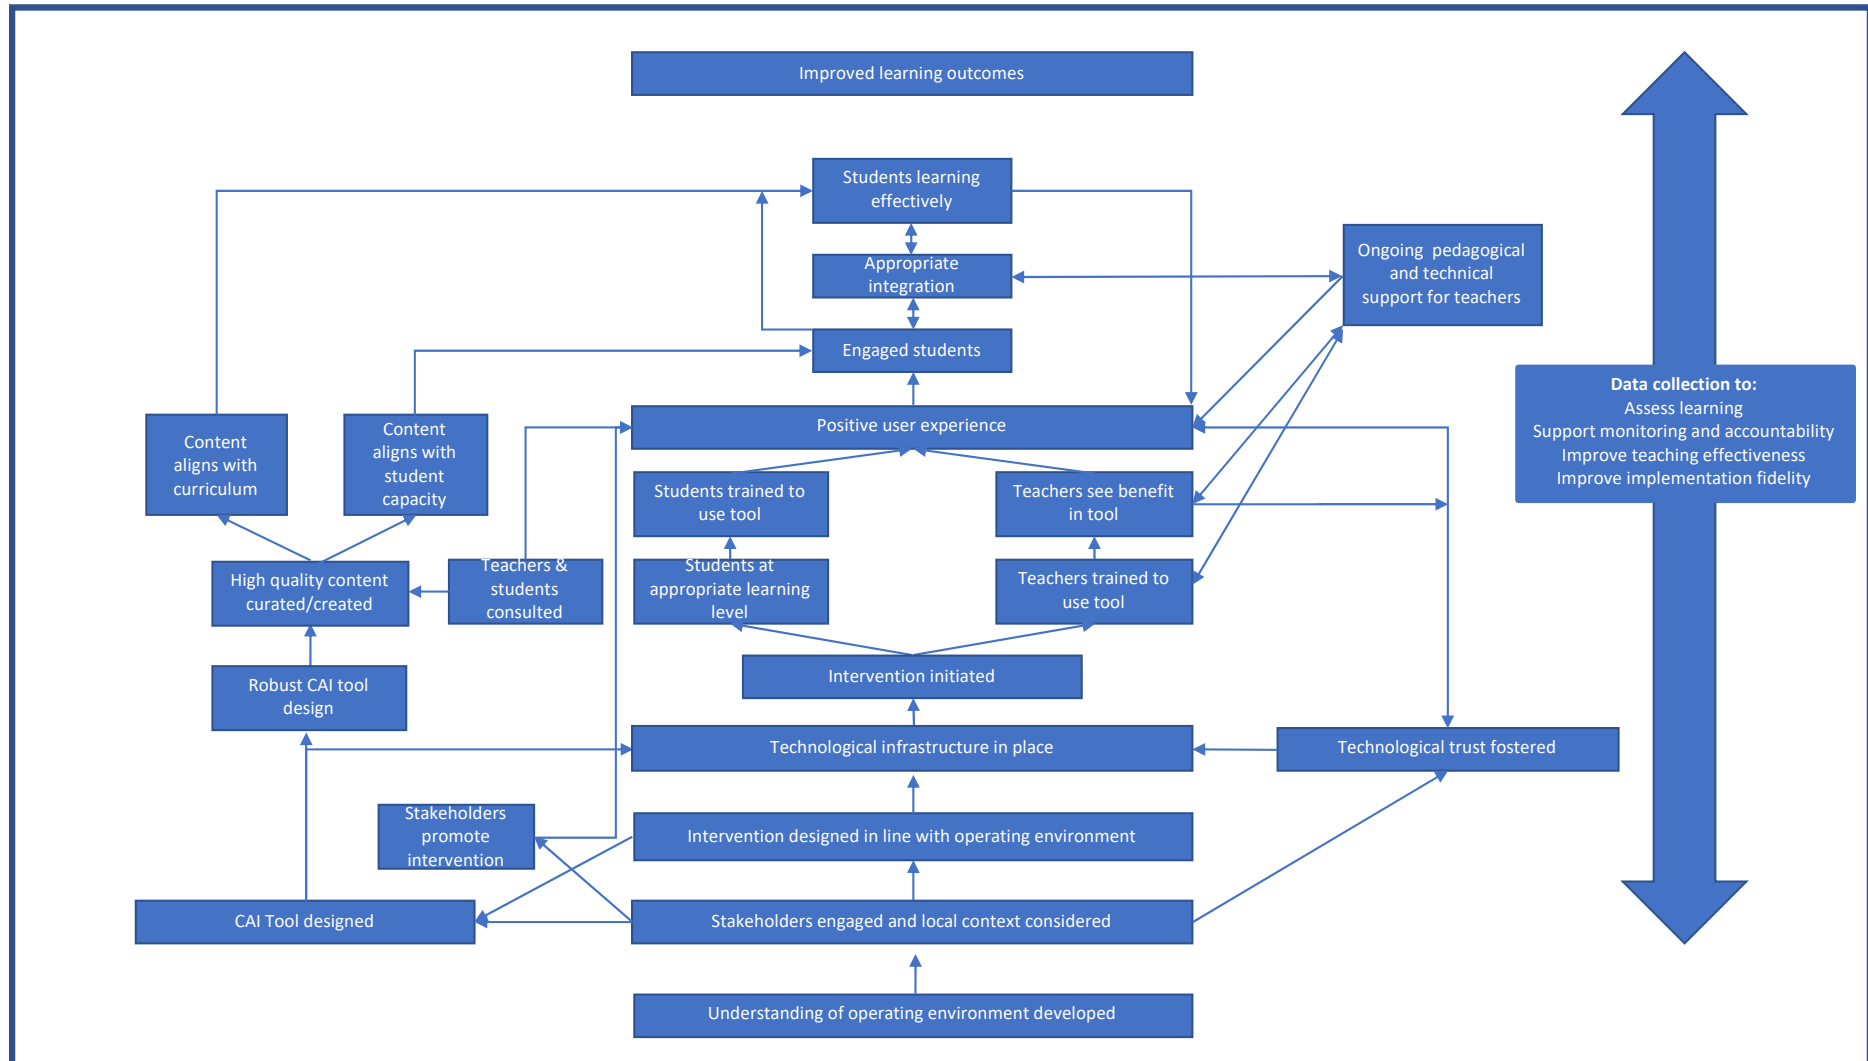 Improved learning outcomes
Students learning
effectively
Ongoing pedagogical
and technical
support for teachers
Appropriate
integration
Engaged students
Data collection to:
Assess learning
Support monitoring and accountability
Improve teaching effectiveness
Improve implementation fidelity
Content
aligns with
curriculum
Content
aligns with
student
capacity
Positive user experience
Students trained to
use tool
Teachers see benefit
in tool
High quality content
curated/created
Teachers &
students
consulted
Students at
appropriate learning
level
Teachers trained to
use tool
Robust CAI tool
design
Intervention initiated
Technological infrastructure in place
Technological trust fostered
Stakeholders
promote
intervention
Intervention designed in line with operating environment
CAI Tool designed
Stakeholders engaged and local context considered
Understanding of operating environment developed